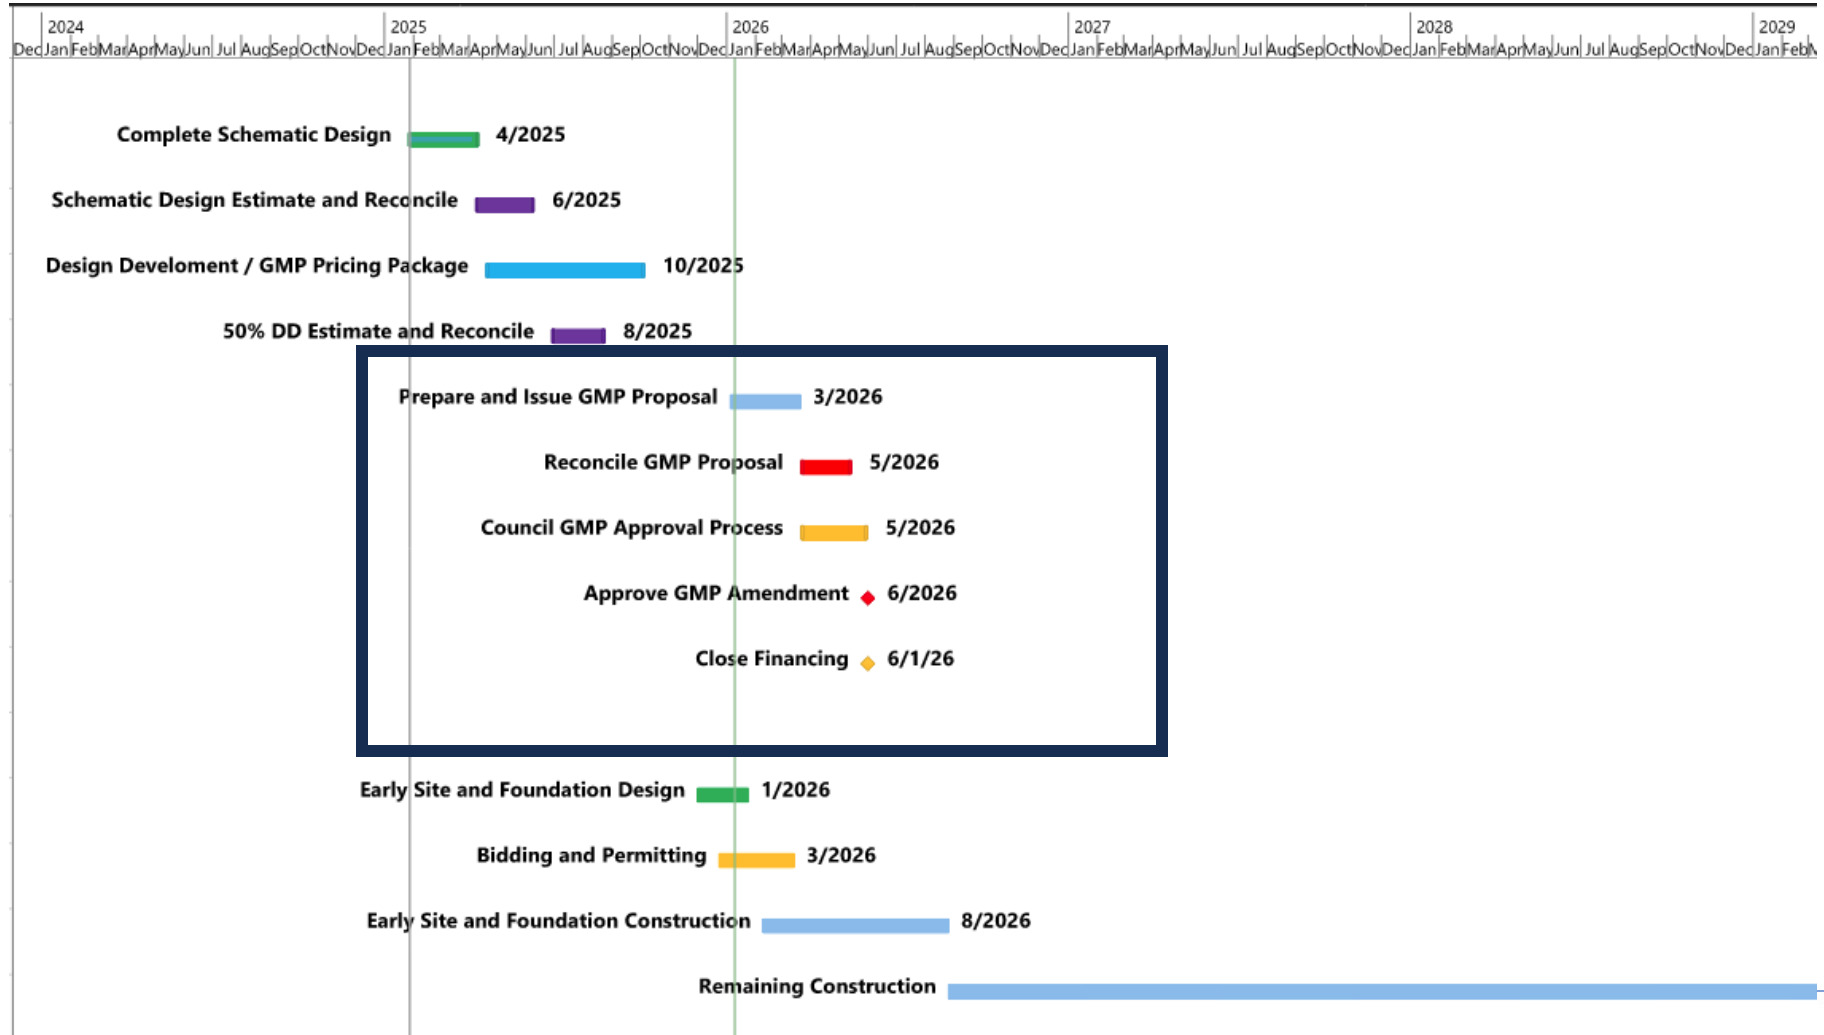 2024 2025 2026 2027 2028 2029
Dec Jan Feb Mar Apr May Jun Jul Aug Sep Oct Nov Dec Jan Feb Mar Apr May Jun Jul Aug Sep Oct Nov Dec Jan Feb Mar Apr May Jun Jul Aug Sep Oct Nov Dec Jan Feb Mar Apr May Jun Jul Aug Sep Oct Nov Dec Jan Feb Mar Apr May Jun Jul Aug Sep Oct Nov Dec Jan Feb
Complete Schematic Design 4/2025
Schematic Design Estimate and Reconcile 6/2025
Design Develoment / GMP Pricing Package 10/2025
50% DD Estimate and Reconcile 8/2025
Prepare and Issue GMP Proposal 3/2026
Reconcile GMP Proposal 5/2026
Council GMP Approval Process 5/2026
Approve GMP Amendment 6/2026
Close Financing 6/1/26
Early Site and Foundation Design 1/2026
Bidding and Permitting 3/2026
Early Site and Foundation Construction 8/2026
Remaining Construction